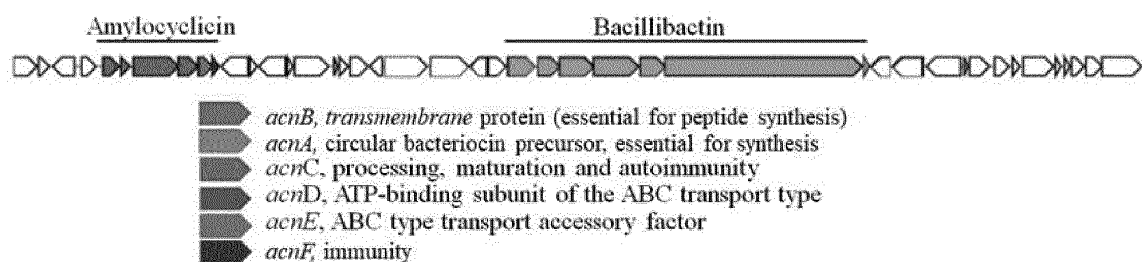 Amylocyclicin
Bacillibactin
acnB, transmembrane protein (essential for peptide synthesis)
acnA, circular bacteriocin precursor, essential for synthesis
acnC, processing, maturation and autoimmunity
acnD, ATP-binding subunit of the ABC transport type
acnE, ABC type transport accessory factor
acnF, immunity